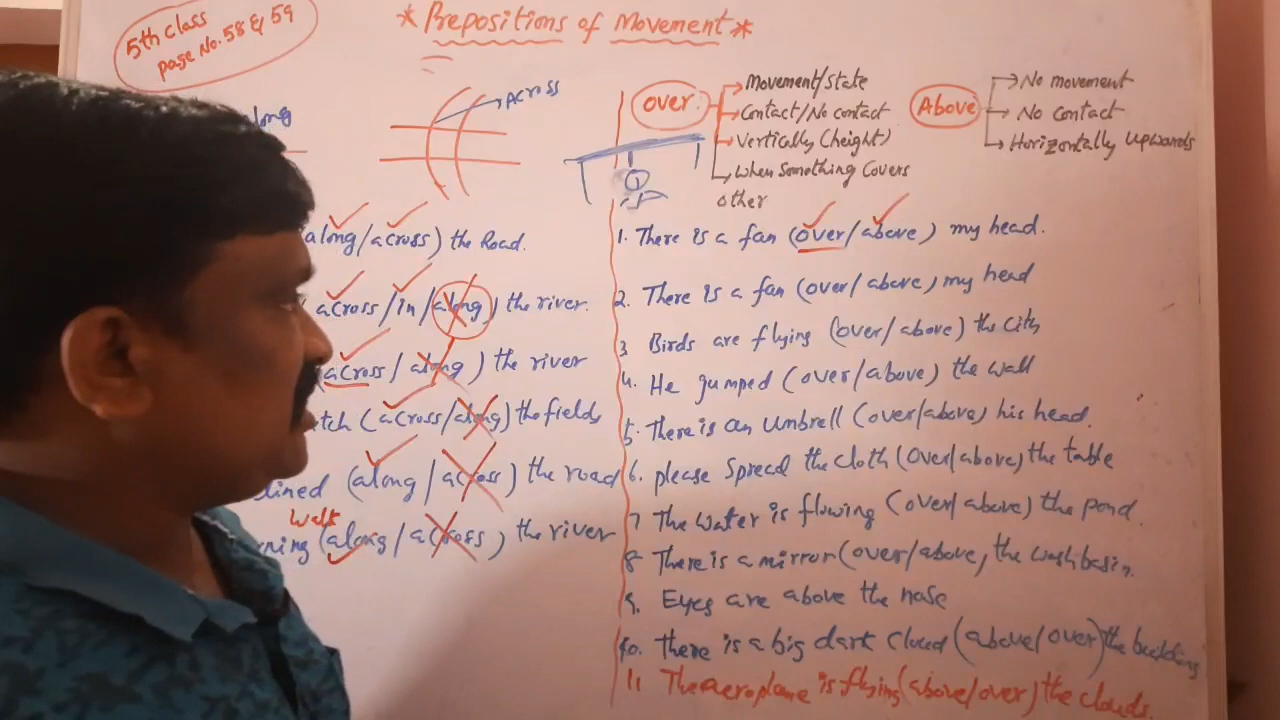 5th class
page No. 58 & 59
* Prepositions of Movement *
along
Across
over
Movement/State
Contact/No contact
Vertically (height)
When Something Covers
other
Above
No movement
No Contact
Horizontally upwards
along/across) the Road.
across/in/along) the river.
(across/along) the river
tch (across/along) the fields
lined (along/across) the road
walk
ning (along/across) the river
1. There is a fan (over/above) my head.
2. There is a fan (over/above) my head
3 Birds are flying (over/above) the city
4. He gumped (over/above) the wall
5. There is an umbrell (over/above) his head.
6. please spread the cloth (over/above) the table
7 The water is flowing (over/above) the pond.
8 There is a mirror (over/above, the washbasin.
9. Eyes are above the nose
10. There is a big dark cloud (above/over) the building
11 The aeroplane is flying (above/over) the clouds.